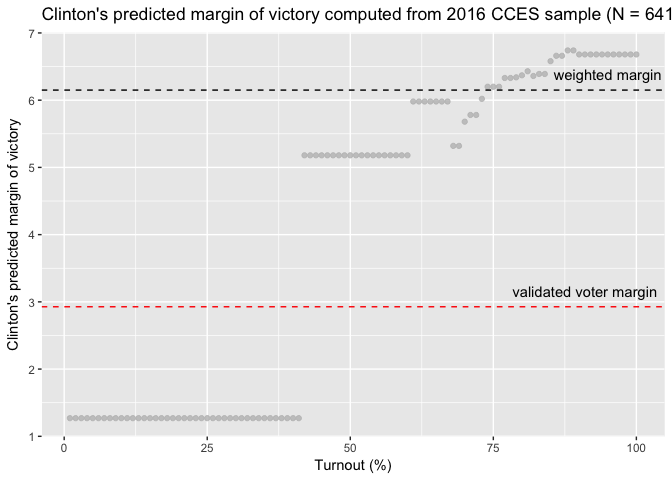 Clinton's predicted margin of victory computed from 2016 CCES sample (N = 641
7
6
5
4
3
2
1
Clinton's predicted margin of victory
weighted margin
validated voter margin
0 25 50 75 100
Turnout (%)